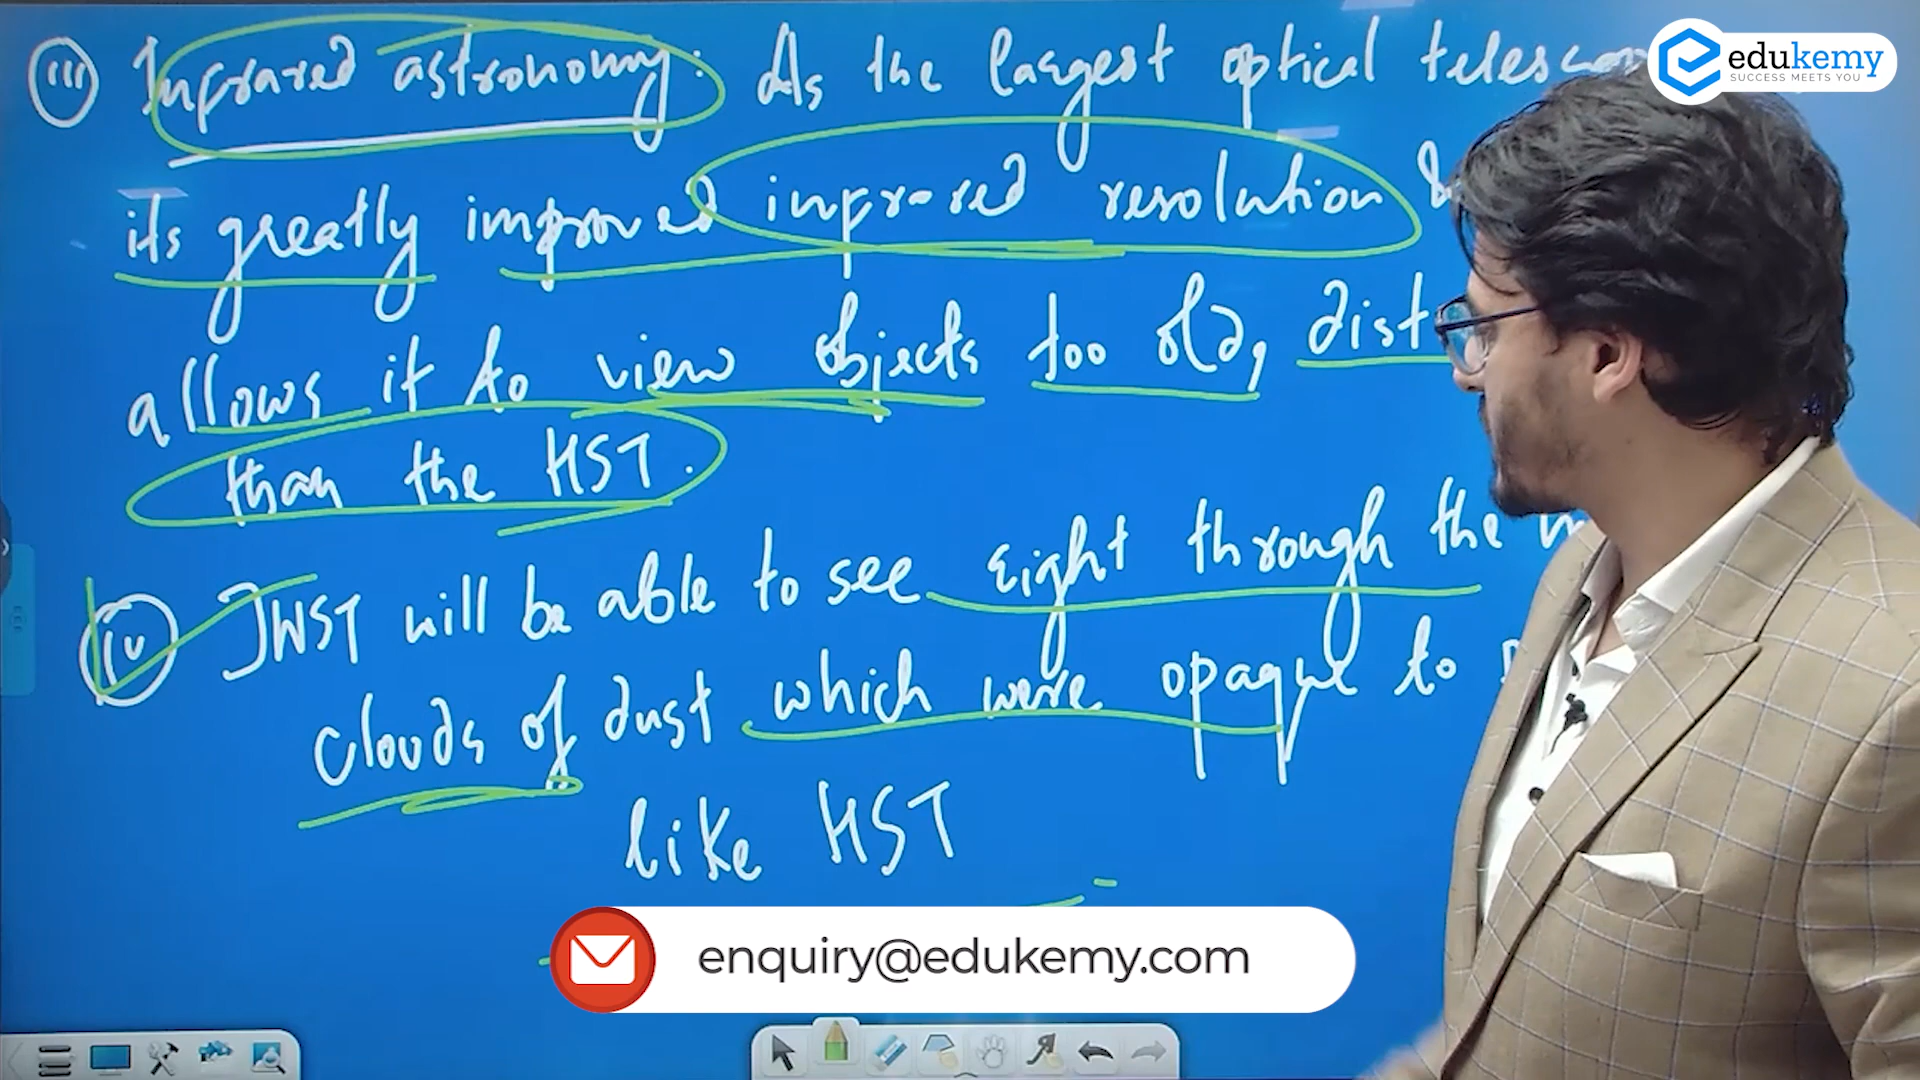 iii Infrared astronomy: As the largest optical telescop
edukemy
SUCCESS MEETS YOU
its greatly improved infrared resolution &
allows it to view objects too old, dist
than the HST.
iv JWST will be able to see right through the
clouds of dust which were opaque to
like HST
enquiry@edukemy.com